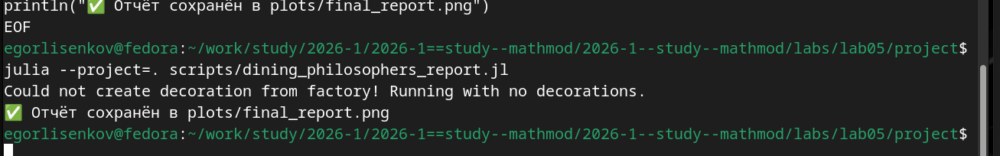 println("✅ Отчёт сохранён в plots/final_report.png")
EOF
egorlisenkov@fedora:~/work/study/2026-1/2026-1==study--mathmod/2026-1--study--mathmod/labs/lab05/project$
julia --project=. scripts/dining_philosophers_report.jl
Could not create decoration from factory! Running with no decorations.
✅ Отчёт сохранён в plots/final_report.png
egorlisenkov@fedora:~/work/study/2026-1/2026-1==study--mathmod/2026-1--study--mathmod/labs/lab05/project$